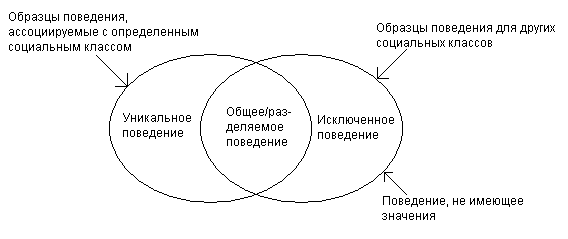 Образцы поведения,
ассоциируемые с определенным
социальным классом
Образцы поведения для других
социальных классов
Уникальное
поведение
Общее/раз-
деляемое
поведение
Исключенное
поведение
Поведение, не имеющее
значения